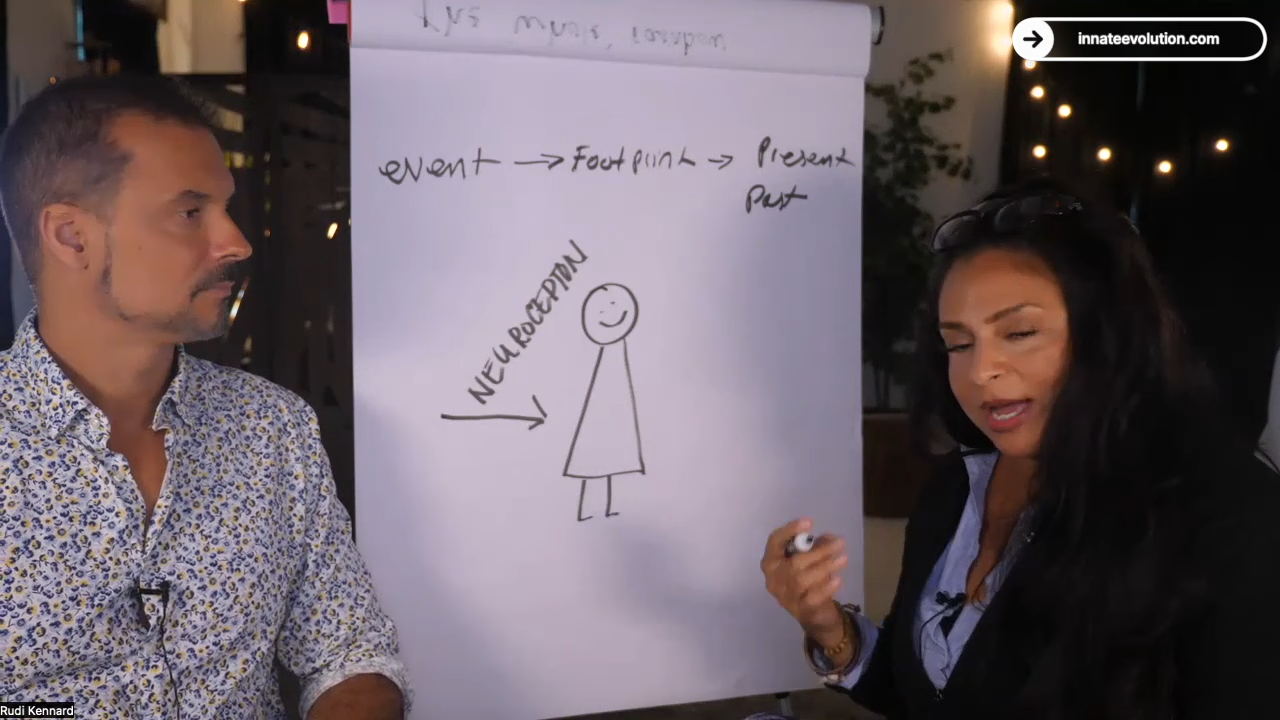 innateevolution.com
event → Footprint → Present
Past
NEUROCEPTION
Rudi Kennard